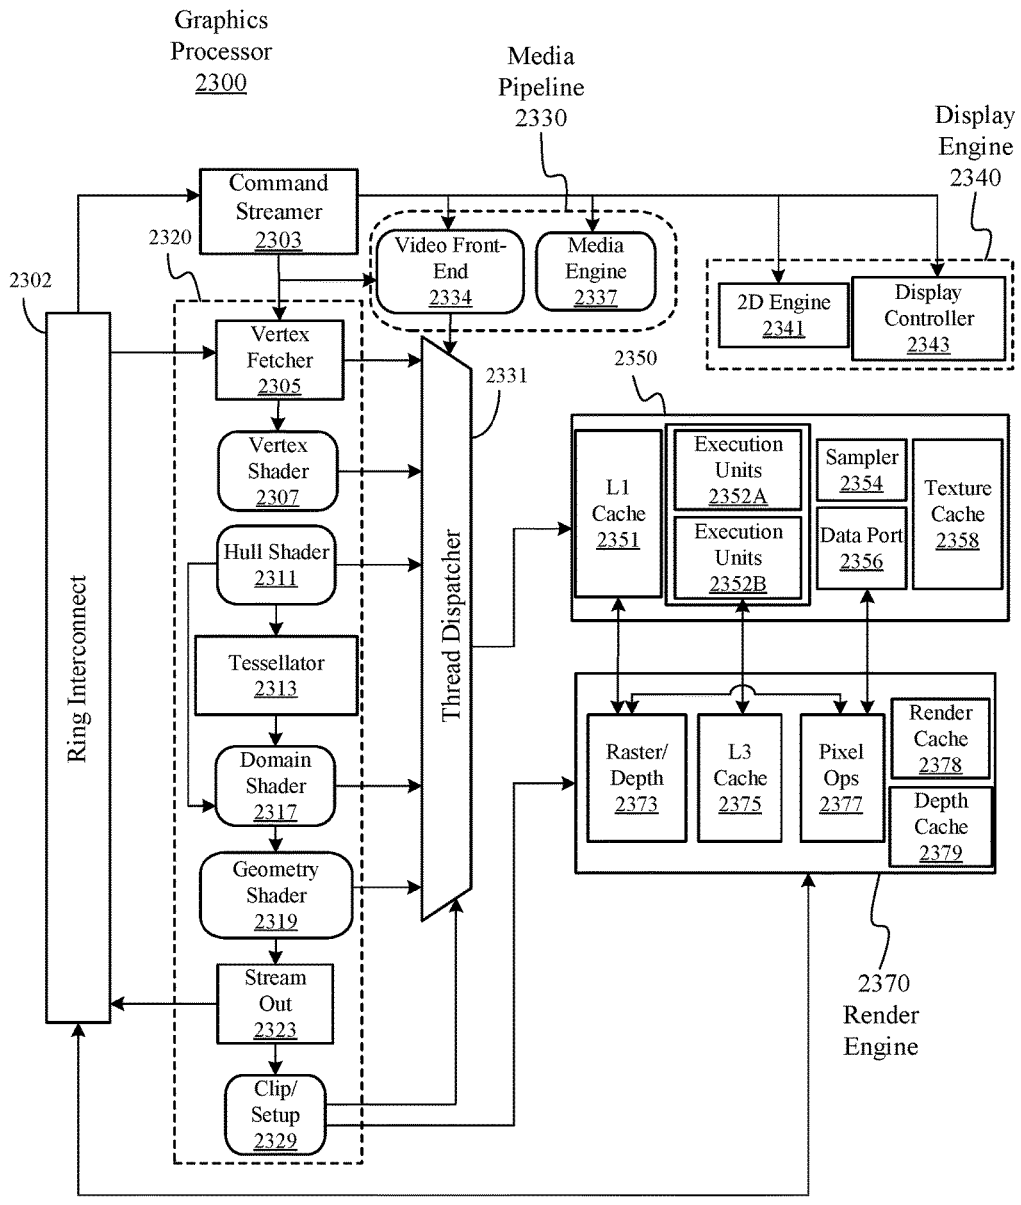 Graphics
Processor
2300
Media
Pipeline
2330
Display
Engine
2340
Command
Streamer
2303
2320
2302
Video Front-
End
2334
Media
Engine
2337
2D Engine
2341
Display
Controller
2343
Vertex
Fetcher
2305
2331
2350
Vertex
Shader
2307
L1
Cache
2351
Execution
Units
2352A
Execution
Units
2352B
Sampler
2354
Data Port
2356
Texture
Cache
2358
Hull Shader
2311
Ring Interconnect
Thread Dispatcher
Tessellator
2313
Domain
Shader
2317
Raster/
Depth
2373
L3
Cache
2375
Pixel
Ops
2377
Render
Cache
2378
Depth
Cache
2379
Geometry
Shader
2319
Stream
Out
2323
2370
Render
Engine
Clip/
Setup
2329